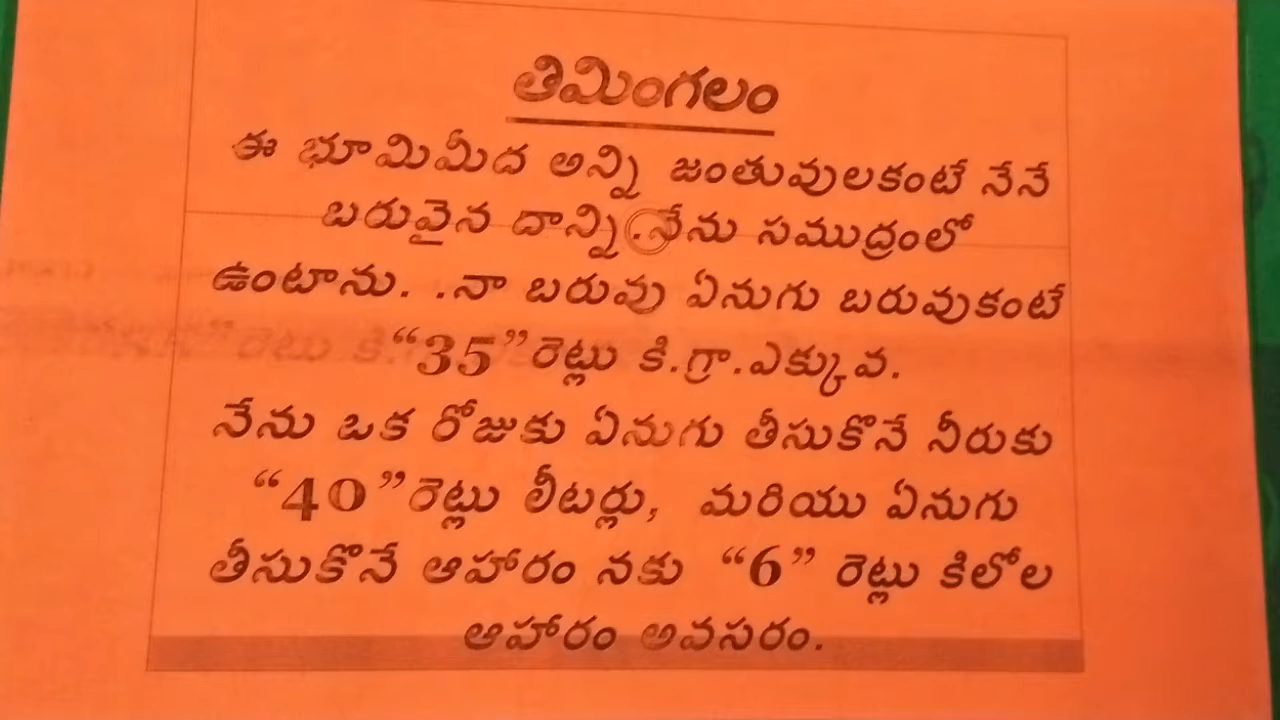 తిమింగలం
ఈ భూమిమీద అన్ని జంతువులకంటే నేనే
బరువైన దాన్ని.నేను సముద్రంలో
ఉంటాను. .నా బరువు ఏనుగు బరువుకంటే
“35”రెట్లు కి.గ్రా.ఎక్కువ.
నేను ఒక రోజుకు ఏనుగు తీసుకొనే నీరుకు
“40”రెట్లు లీటర్లు, మరియు ఏనుగు
తీసుకొనే ఆహారం నకు “6” రెట్లు కిలోల
ఆహారం అవసరం.